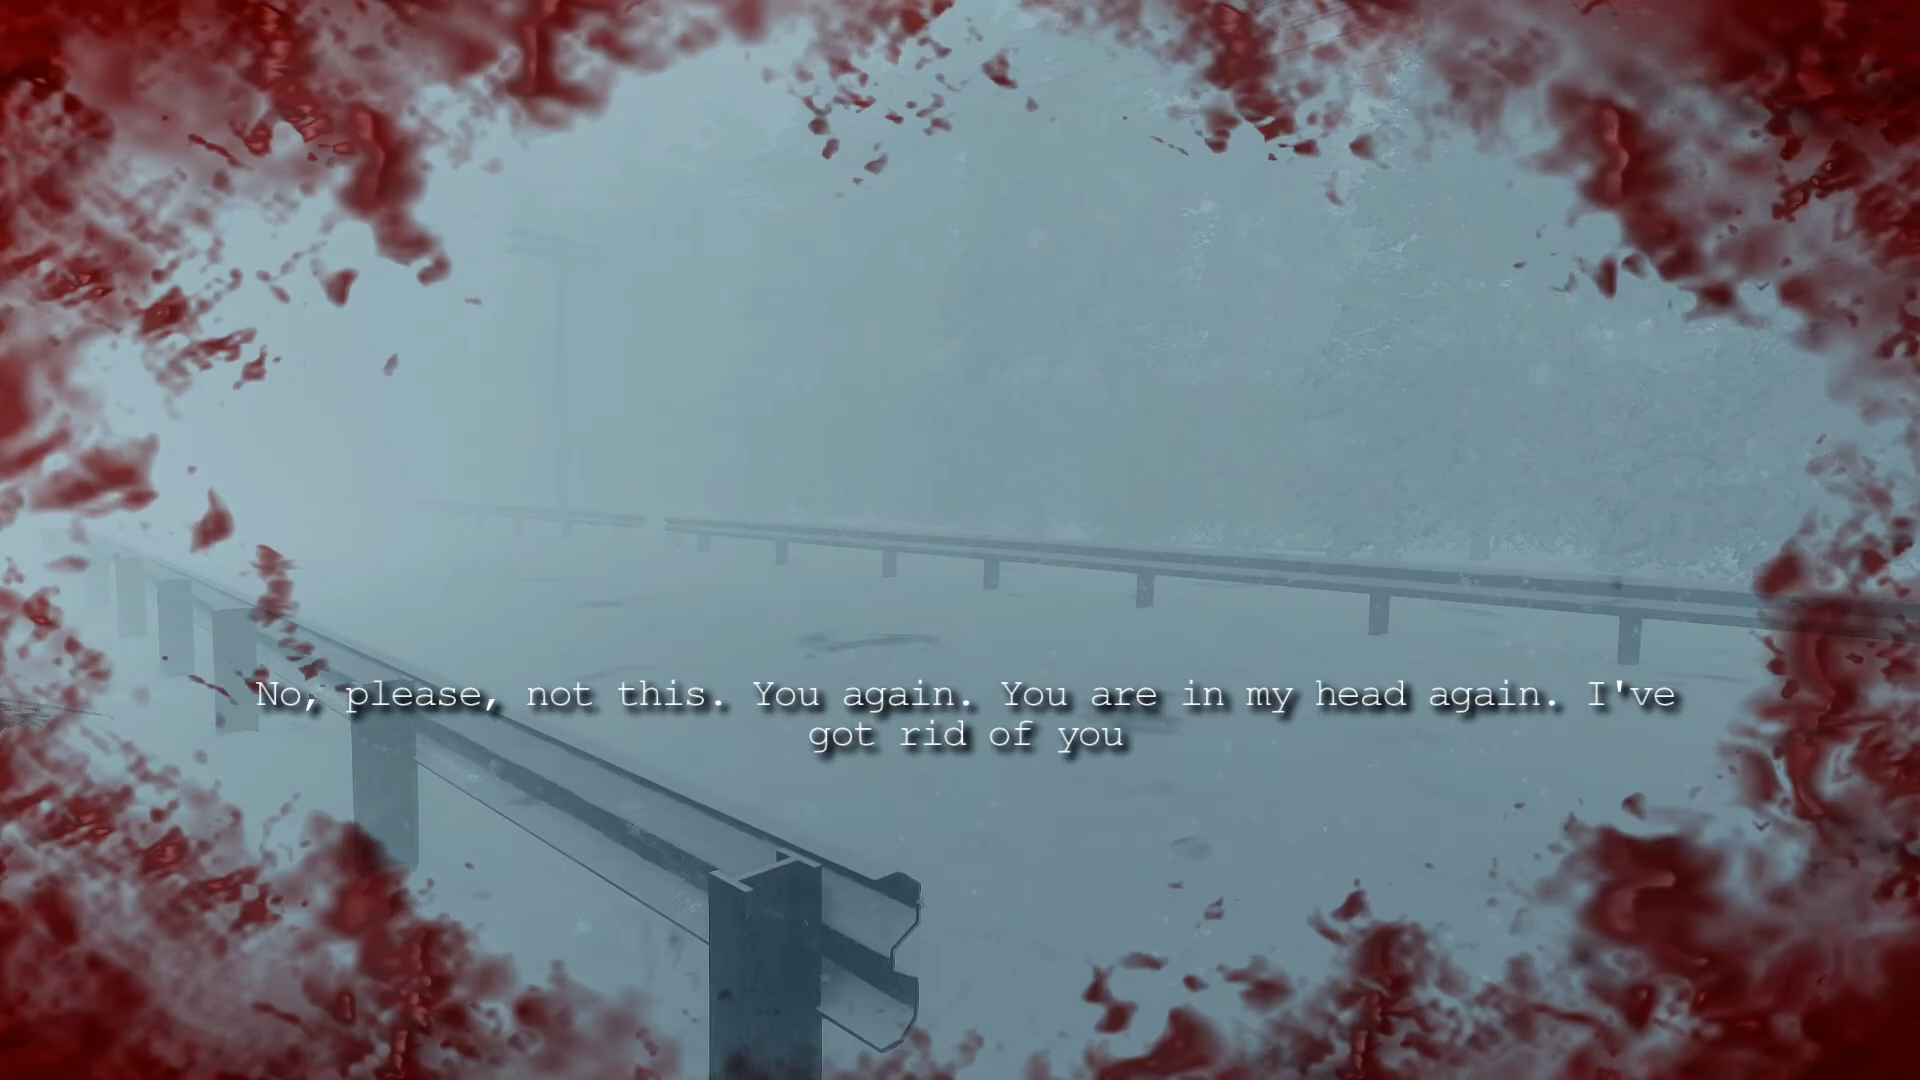 No, please, not this. You again. You are in my head again. I've
got rid of you